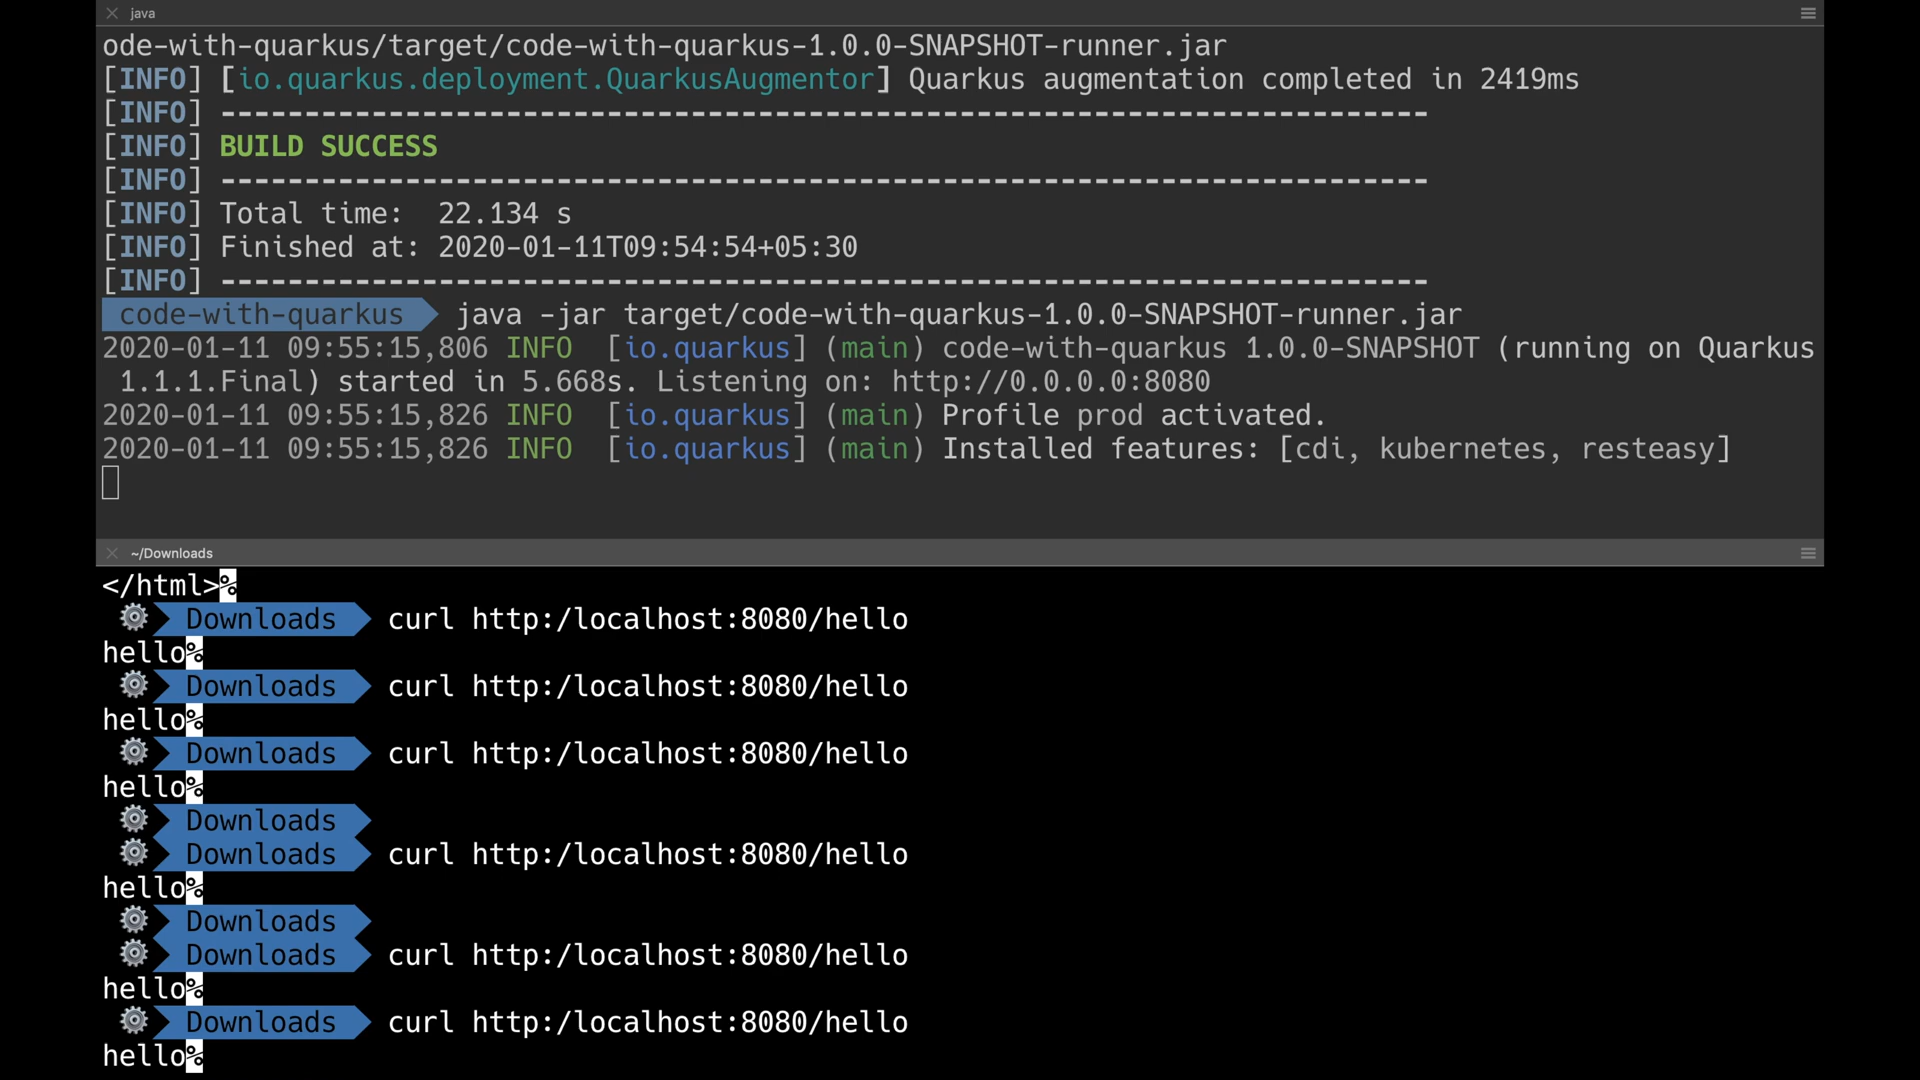 java
ode-with-quarkus/target/code-with-quarkus-1.0.0-SNAPSHOT-runner.jar
[INFO] [io.quarkus.deployment.QuarkusAugmentor] Quarkus augmentation completed in 2419ms
[INFO] ------------------------------------------------------------------------
[INFO] BUILD SUCCESS
[INFO] ------------------------------------------------------------------------
[INFO] Total time:  22.134 s
[INFO] Finished at: 2020-01-11T09:54:54+05:30
[INFO] ------------------------------------------------------------------------
code-with-quarkus java -jar target/code-with-quarkus-1.0.0-SNAPSHOT-runner.jar
2020-01-11 09:55:15,806 INFO  [io.quarkus] (main) code-with-quarkus 1.0.0-SNAPSHOT (running on Quarkus
1.1.1.Final) started in 5.668s. Listening on: http://0.0.0.0:8080
2020-01-11 09:55:15,826 INFO  [io.quarkus] (main) Profile prod activated.
2020-01-11 09:55:15,826 INFO  [io.quarkus] (main) Installed features: [cdi, kubernetes, resteasy]
~/Downloads
</html>%
Downloads curl http:/localhost:8080/hello
hello%
Downloads curl http:/localhost:8080/hello
hello%
Downloads curl http:/localhost:8080/hello
hello%
Downloads
Downloads curl http:/localhost:8080/hello
hello%
Downloads
Downloads curl http:/localhost:8080/hello
hello%
Downloads curl http:/localhost:8080/hello
hello%